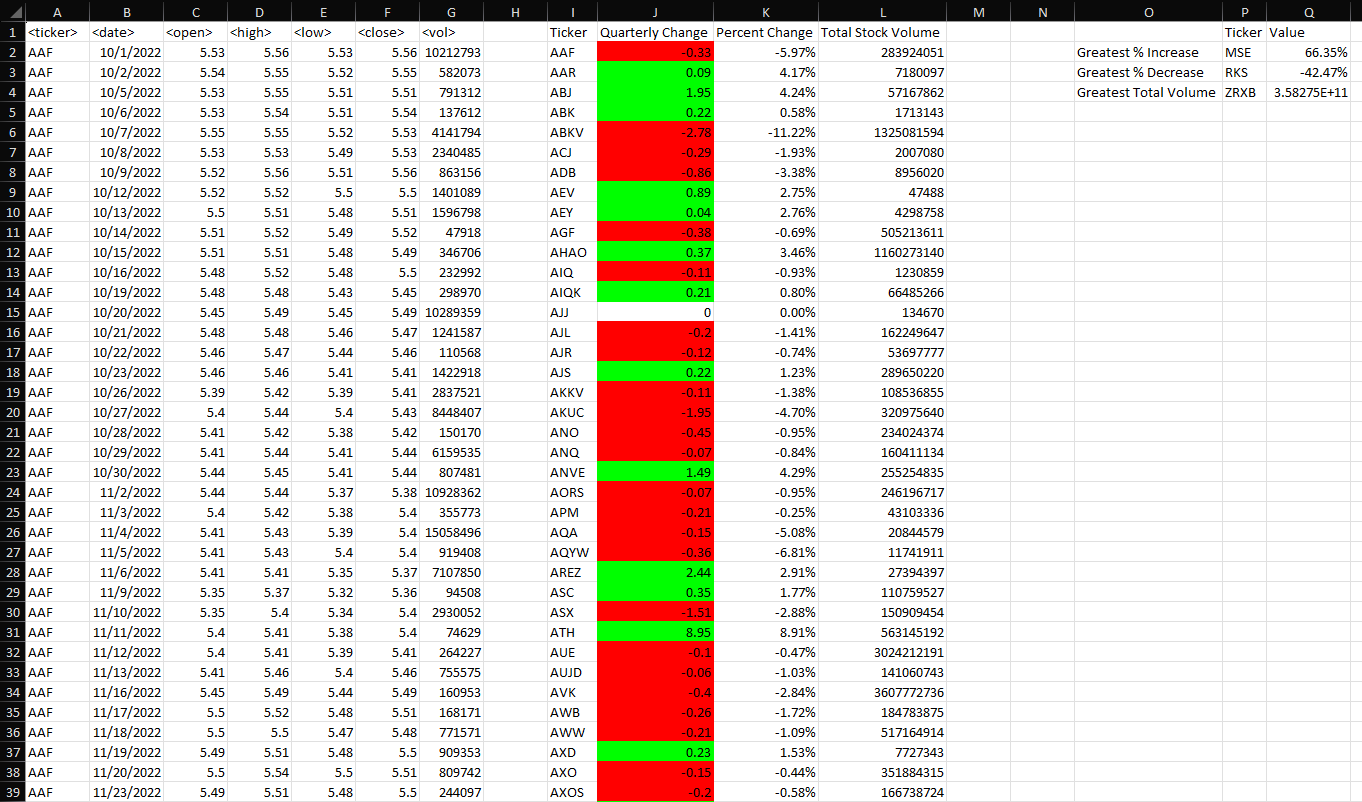 A B C D E F G H I J K L M N O P Q
1 <ticker> <date> <open> <high> <low> <close> <vol> Ticker Quarterly Change Percent Change Total Stock Volume Ticker Value
2 AAF 10/1/2022 5.53 5.56 5.53 5.56 10212793 AAF -0.33 -5.97% 283924051 Greatest % Increase MSE 66.35%
3 AAF 10/2/2022 5.54 5.55 5.52 5.55 582073 AAR 0.09 4.17% 7180097 Greatest % Decrease RKS -42.47%
4 AAF 10/5/2022 5.53 5.55 5.51 5.51 791312 ABJ 1.95 4.24% 57167862 Greatest Total Volume ZRXB 3.58275E+11
5 AAF 10/6/2022 5.53 5.54 5.51 5.54 137612 ABK 0.22 0.58% 1713143
6 AAF 10/7/2022 5.55 5.55 5.52 5.53 4141794 ABKV -2.78 -11.22% 1325081594
7 AAF 10/8/2022 5.53 5.53 5.49 5.53 2340485 ACJ -0.29 -1.93% 2007080
8 AAF 10/9/2022 5.52 5.56 5.51 5.56 863156 ADB -0.86 -3.38% 8956020
9 AAF 10/12/2022 5.52 5.52 5.5 5.5 1401089 AEV 0.89 2.75% 47488
10 AAF 10/13/2022 5.5 5.51 5.48 5.51 1596798 AEY 0.04 2.76% 4298758
11 AAF 10/14/2022 5.51 5.52 5.49 5.52 47918 AGF -0.38 -0.69% 505213611
12 AAF 10/15/2022 5.51 5.51 5.48 5.49 346706 AHAO 0.37 3.46% 1160273140
13 AAF 10/16/2022 5.48 5.52 5.48 5.5 232992 AIQ -0.11 -0.93% 1230859
14 AAF 10/19/2022 5.48 5.48 5.43 5.45 298970 AIQK 0.21 0.80% 66485266
15 AAF 10/20/2022 5.45 5.49 5.45 5.49 10289359 AJJ 0 0.00% 134670
16 AAF 10/21/2022 5.48 5.48 5.46 5.47 1241587 AJL -0.2 -1.41% 162249647
17 AAF 10/22/2022 5.46 5.47 5.44 5.46 110568 AJR -0.12 -0.74% 53697777
18 AAF 10/23/2022 5.46 5.46 5.41 5.41 1422918 AJS 0.22 1.23% 289650220
19 AAF 10/26/2022 5.39 5.42 5.39 5.41 2837521 AKKV -0.11 -1.38% 108536855
20 AAF 10/27/2022 5.4 5.44 5.4 5.43 8448407 AKUC -1.95 -4.70% 320975640
21 AAF 10/28/2022 5.41 5.42 5.38 5.42 150170 ANO -0.45 -0.95% 234024374
22 AAF 10/29/2022 5.41 5.44 5.41 5.44 6159535 ANQ -0.07 -0.84% 160411134
23 AAF 10/30/2022 5.44 5.45 5.41 5.44 807481 ANVE 1.49 4.29% 255254835
24 AAF 11/2/2022 5.44 5.44 5.37 5.38 10928362 AORS -0.07 -0.95% 246196717
25 AAF 11/3/2022 5.4 5.42 5.38 5.4 355773 APM -0.21 -0.25% 43103336
26 AAF 11/4/2022 5.41 5.43 5.39 5.4 15058496 AQA -0.15 -5.08% 20844579
27 AAF 11/5/2022 5.41 5.43 5.4 5.4 919408 AQYW -0.36 -6.81% 11741911
28 AAF 11/6/2022 5.41 5.41 5.35 5.37 7107850 AREZ 2.44 2.91% 27394397
29 AAF 11/9/2022 5.35 5.37 5.32 5.36 94508 ASC 0.35 1.77% 110759527
30 AAF 11/10/2022 5.35 5.4 5.34 5.4 2930052 ASX -1.51 -2.88% 150909454
31 AAF 11/11/2022 5.4 5.41 5.38 5.4 74629 ATH 8.95 8.91% 563145192
32 AAF 11/12/2022 5.4 5.41 5.39 5.41 264227 AUE -0.1 -0.47% 3024212191
33 AAF 11/13/2022 5.41 5.46 5.4 5.46 755575 AUJD -0.06 -1.03% 141060743
34 AAF 11/16/2022 5.45 5.49 5.44 5.49 160953 AVK -0.4 -2.84% 3607772736
35 AAF 11/17/2022 5.5 5.52 5.48 5.51 168171 AWB -0.26 -1.72% 184783875
36 AAF 11/18/2022 5.5 5.5 5.47 5.48 771571 AWW -0.21 -1.09% 517164914
37 AAF 11/19/2022 5.49 5.51 5.48 5.5 909353 AXD 0.23 1.53% 7727343
38 AAF 11/20/2022 5.5 5.54 5.5 5.51 809742 AXO -0.15 -0.44% 351884315
39 AAF 11/23/2022 5.49 5.51 5.48 5.5 244097 AXOS -0.2 -0.58% 166738724